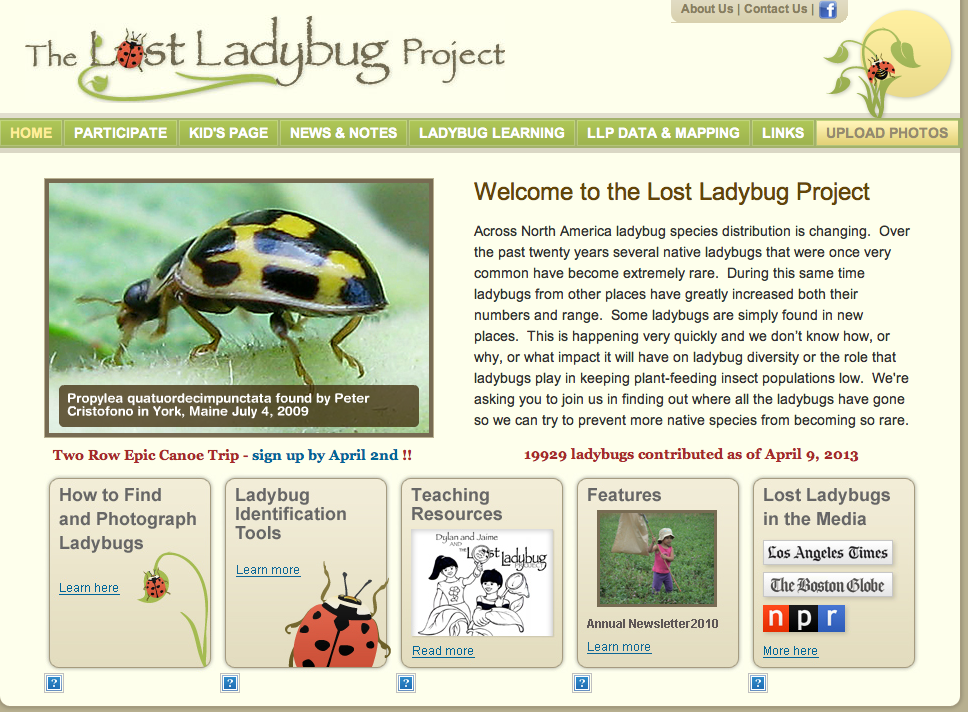 About Us | Contact Us |
The Lost Ladybug Project
HOME
PARTICIPATE
KID'S PAGE
NEWS & NOTES
LADYBUG LEARNING
LLP DATA & MAPPING
LINKS
UPLOAD PHOTOS
Propylea quatuordecimpunctata found by Peter
Cristofono in York, Maine July 4, 2009
Welcome to the Lost Ladybug Project
Across North America ladybug species distribution is changing.  Over
the past twenty years several native ladybugs that were once very
common have become extremely rare.  During this same time
ladybugs from other places have greatly increased both their
numbers and range.  Some ladybugs are simply found in new
places.  This is happening very quickly and we don't know how, or
why, or what impact it will have on ladybug diversity or the role that
ladybugs play in keeping plant-feeding insect populations low.  We're
asking you to join us in finding out where all the ladybugs have gone
so we can try to prevent more native species from becoming so rare.
Two Row Epic Canoe Trip - sign up by April 2nd !!
19929 ladybugs contributed as of April 9, 2013
How to Find
and Photograph
Ladybugs
Learn here
Ladybug
Identification
Tools
Learn more
Teaching
Resources
Dylan and Jaime
AND
THE Lost Ladybug
PROJECT
Read more
Features
Annual Newsletter2010
Learn more
Lost Ladybugs
in the Media
Los Angeles Times
The Boston Globe
n p r
More here